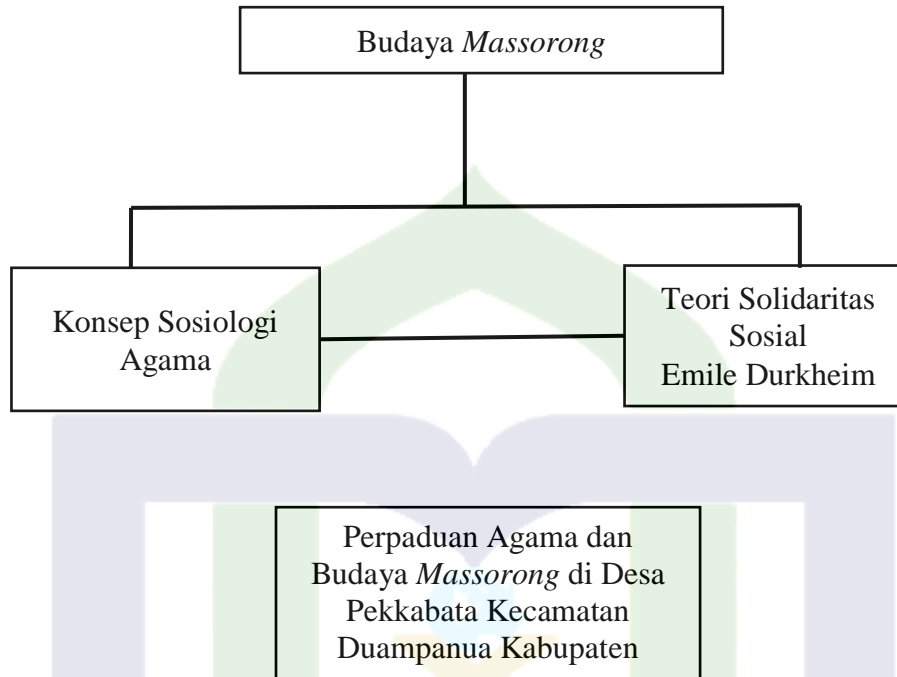 Budaya Massorong
Konsep Sosiologi
Agama
Teori Solidaritas
Sosial
Emile Durkheim
Perpaduan Agama dan
Budaya Massorong di Desa
Pekkabata Kecamatan
Duampanua Kabupaten